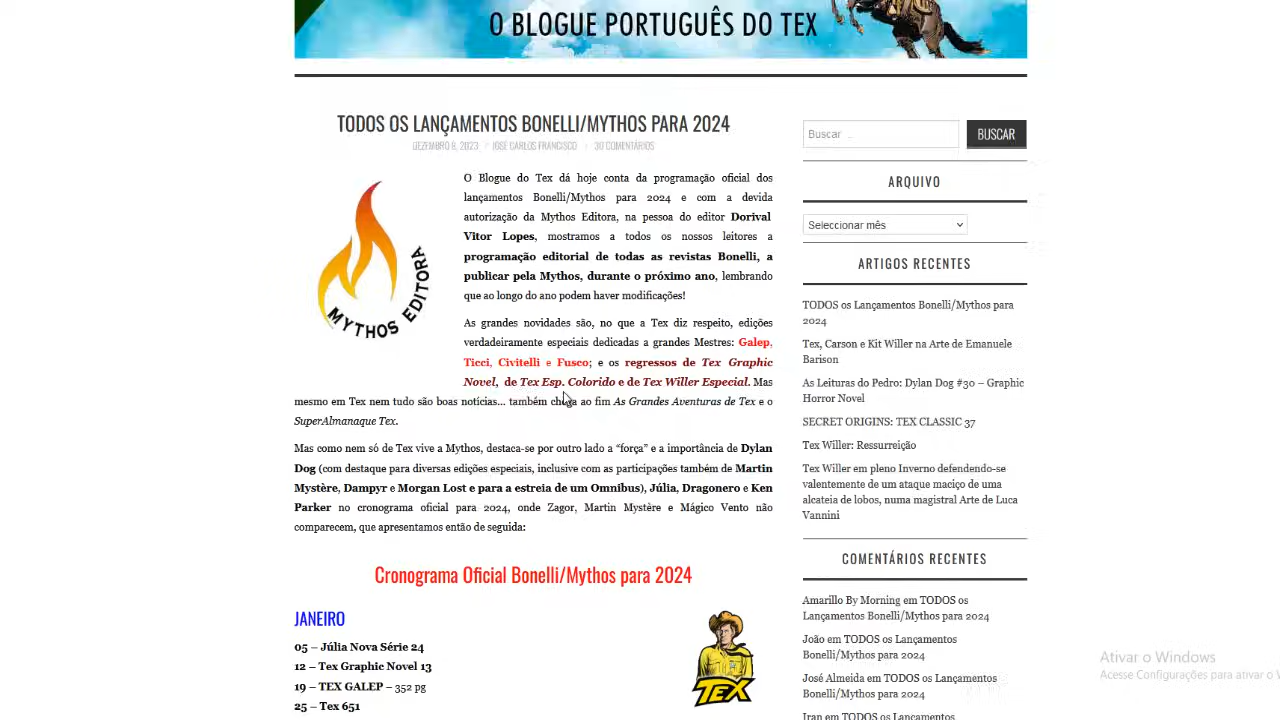 O BLOGUE PORTUGUÊS DO TEX
TODOS OS LANÇAMENTOS BONELLI/MYTHOS PARA 2024
DEZEMBRO 8, 2023 / JOSÉ CARLOS FRANCISCO / 30 COMENTÁRIOS
MYTHOS EDITORA
O Blogue do Tex dá hoje conta da programação oficial dos
lançamentos Bonelli/Mythos para 2024 e com a devida
autorização da Mythos Editora, na pessoa do editor Dorival
Vitor Lopes, mostramos a todos os nossos leitores a
programação editorial de todas as revistas Bonelli, a
publicar pela Mythos, durante o próximo ano, lembrando
que ao longo do ano podem haver modificações!
As grandes novidades são, no que a Tex diz respeito, edições
verdadeiramente especiais dedicadas a grandes Mestres: Galep,
Ticci, Civitelli e Fusco; e os regressos de Tex Graphic
Novel, de Tex Esp. Colorido e de Tex Willer Especial. Mas
mesmo em Tex nem tudo são boas notícias... também chega ao fim As Grandes Aventuras de Tex e o
SuperAlmanaque Tex.
Mas como nem só de Tex vive a Mythos, destaca-se por outro lado a “força” e a importância de Dylan
Dog (com destaque para diversas edições especiais, inclusive com as participações também de Martin
Mystère, Dampyr e Morgan Lost e para a estreia de um Omnibus), Júlia, Dragonero e Ken
Parker no cronograma oficial para 2024, onde Zagor, Martin Mystère e Mágico Vento não
comparecem, que apresentamos então de seguida:
Cronograma Oficial Bonelli/Mythos para 2024
JANEIRO
05 – Júlia Nova Série 24
12 – Tex Graphic Novel 13
19 – TEX GALEP – 352 pg
25 – Tex 651
TEX
Buscar ...
BUSCAR
ARQUIVO
Seleccionar mês
ARTIGOS RECENTES
TODOS os Lançamentos Bonelli/Mythos para
2024
Tex, Carson e Kit Willer na Arte de Emanuele
Barison
As Leituras do Pedro: Dylan Dog #30 – Graphic
Horror Novel
SECRET ORIGINS: TEX CLASSIC 37
Tex Willer: Ressurreição
Tex Willer em pleno Inverno defendendo-se
valentemente de um ataque maciço de uma
alcateia de lobos, numa magistral Arte de Luca
Vannini
COMENTÁRIOS RECENTES
Amarillo By Morning em TODOS os
Lançamentos Bonelli/Mythos para 2024
João em TODOS os Lançamentos
Bonelli/Mythos para 2024
José Almeida em TODOS os Lançamentos
Bonelli/Mythos para 2024
Iran em TODOS os Lançamentos
Ativar o Windows
Acesse Configurações para ativar o